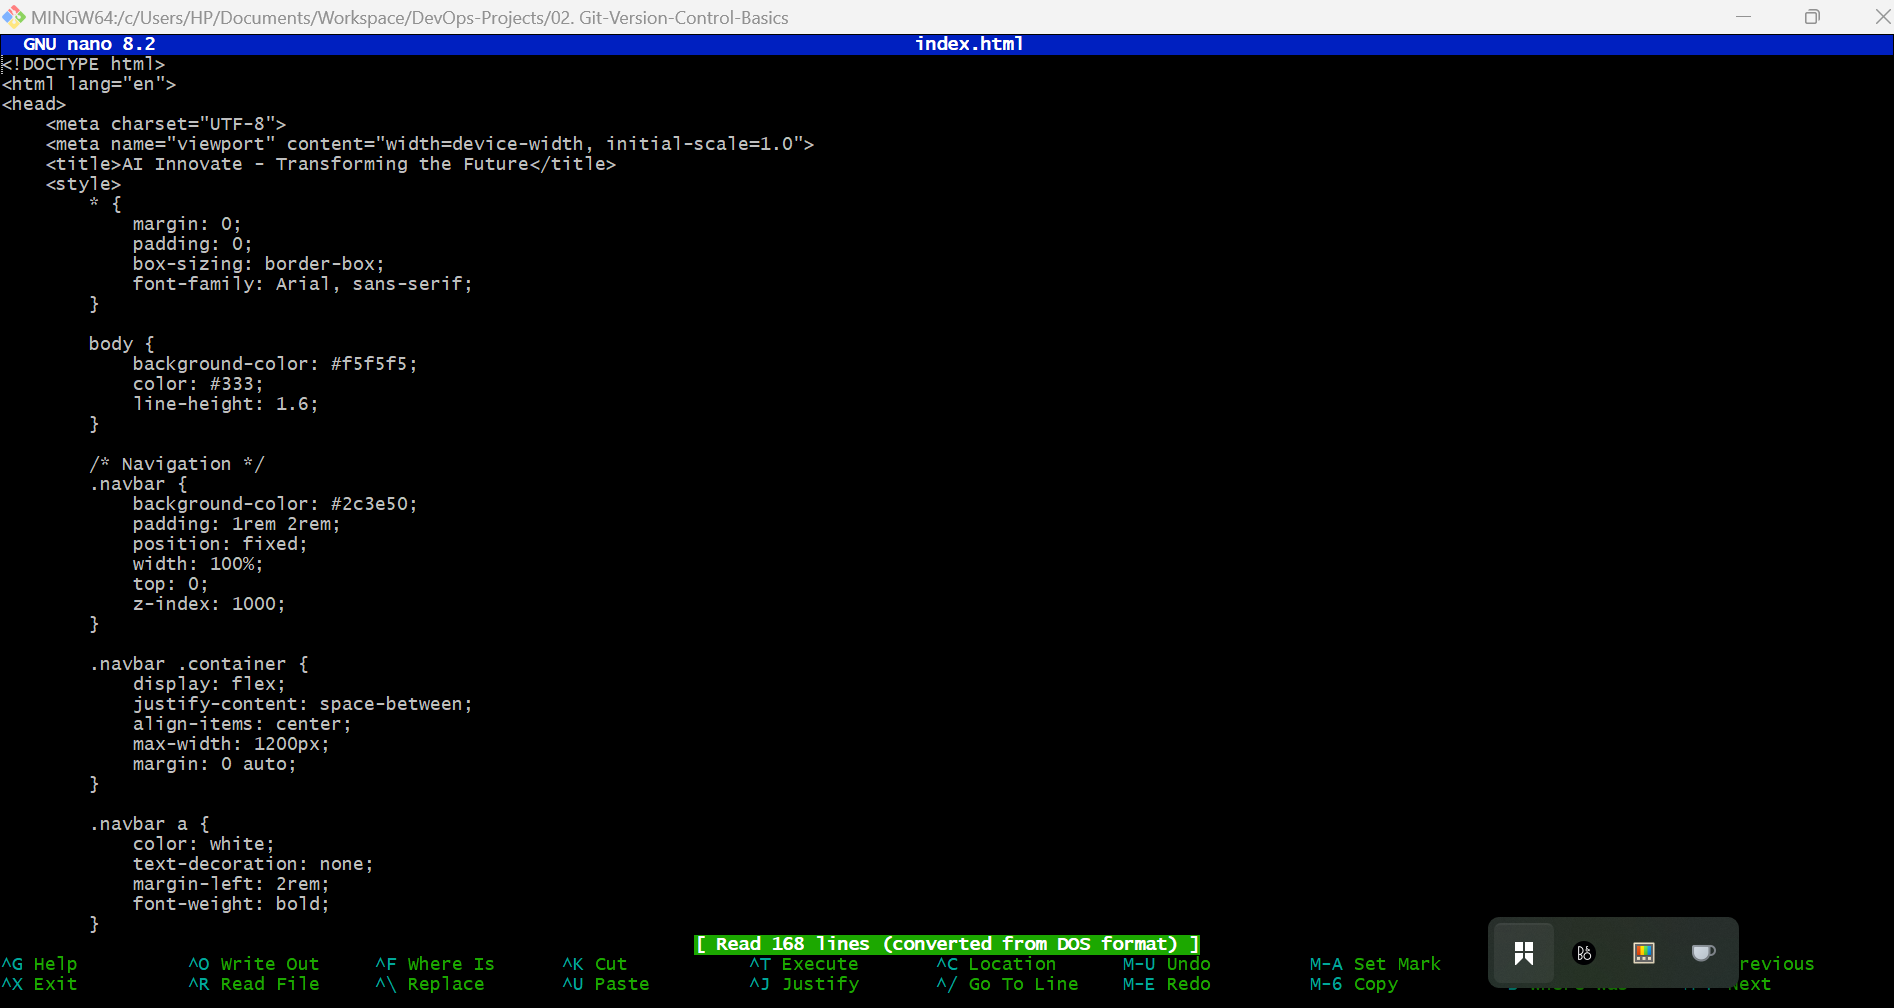 MINGW64:/c/Users/HP/Documents/Workspace/DevOps-Projects/02. Git-Version-Control-Basics
GNU nano 8.2 index.html
<!DOCTYPE html>
<html lang="en">
<head>
    <meta charset="UTF-8">
    <meta name="viewport" content="width=device-width, initial-scale=1.0">
    <title>AI Innovate - Transforming the Future</title>
    <style>
        * {
            margin: 0;
            padding: 0;
            box-sizing: border-box;
            font-family: Arial, sans-serif;
        }
        body {
            background-color: #f5f5f5;
            color: #333;
            line-height: 1.6;
        }
        /* Navigation */
        .navbar {
            background-color: #2c3e50;
            padding: 1rem 2rem;
            position: fixed;
            width: 100%;
            top: 0;
            z-index: 1000;
        }
        .navbar .container {
            display: flex;
            justify-content: space-between;
            align-items: center;
            max-width: 1200px;
            margin: 0 auto;
        }
        .navbar a {
            color: white;
            text-decoration: none;
            margin-left: 2rem;
            font-weight: bold;
        }
[ Read 168 lines (converted from DOS format) ]
^G Help ^O Write Out ^F Where Is ^K Cut ^T Execute ^C Location M-U Undo M-A Set Mark revious
^X Exit ^R Read File ^\ Replace ^U Paste ^J Justify ^/ Go To Line M-E Redo M-6 Copy ext